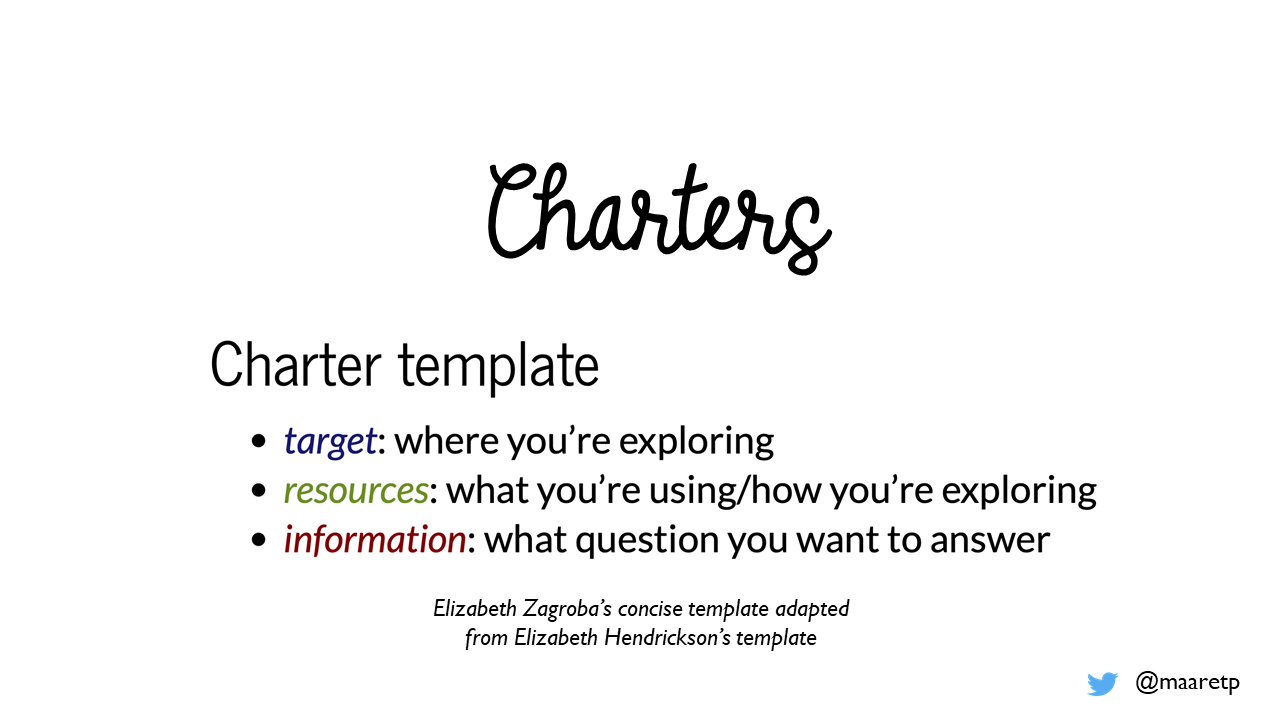 Charters
Charter template
• target: where you’re exploring
• resources: what you’re using/how you’re exploring
• information: what question you want to answer
Elizabeth Zagroba’s concise template adapted
from Elizabeth Hendrickson’s template
@maaretp